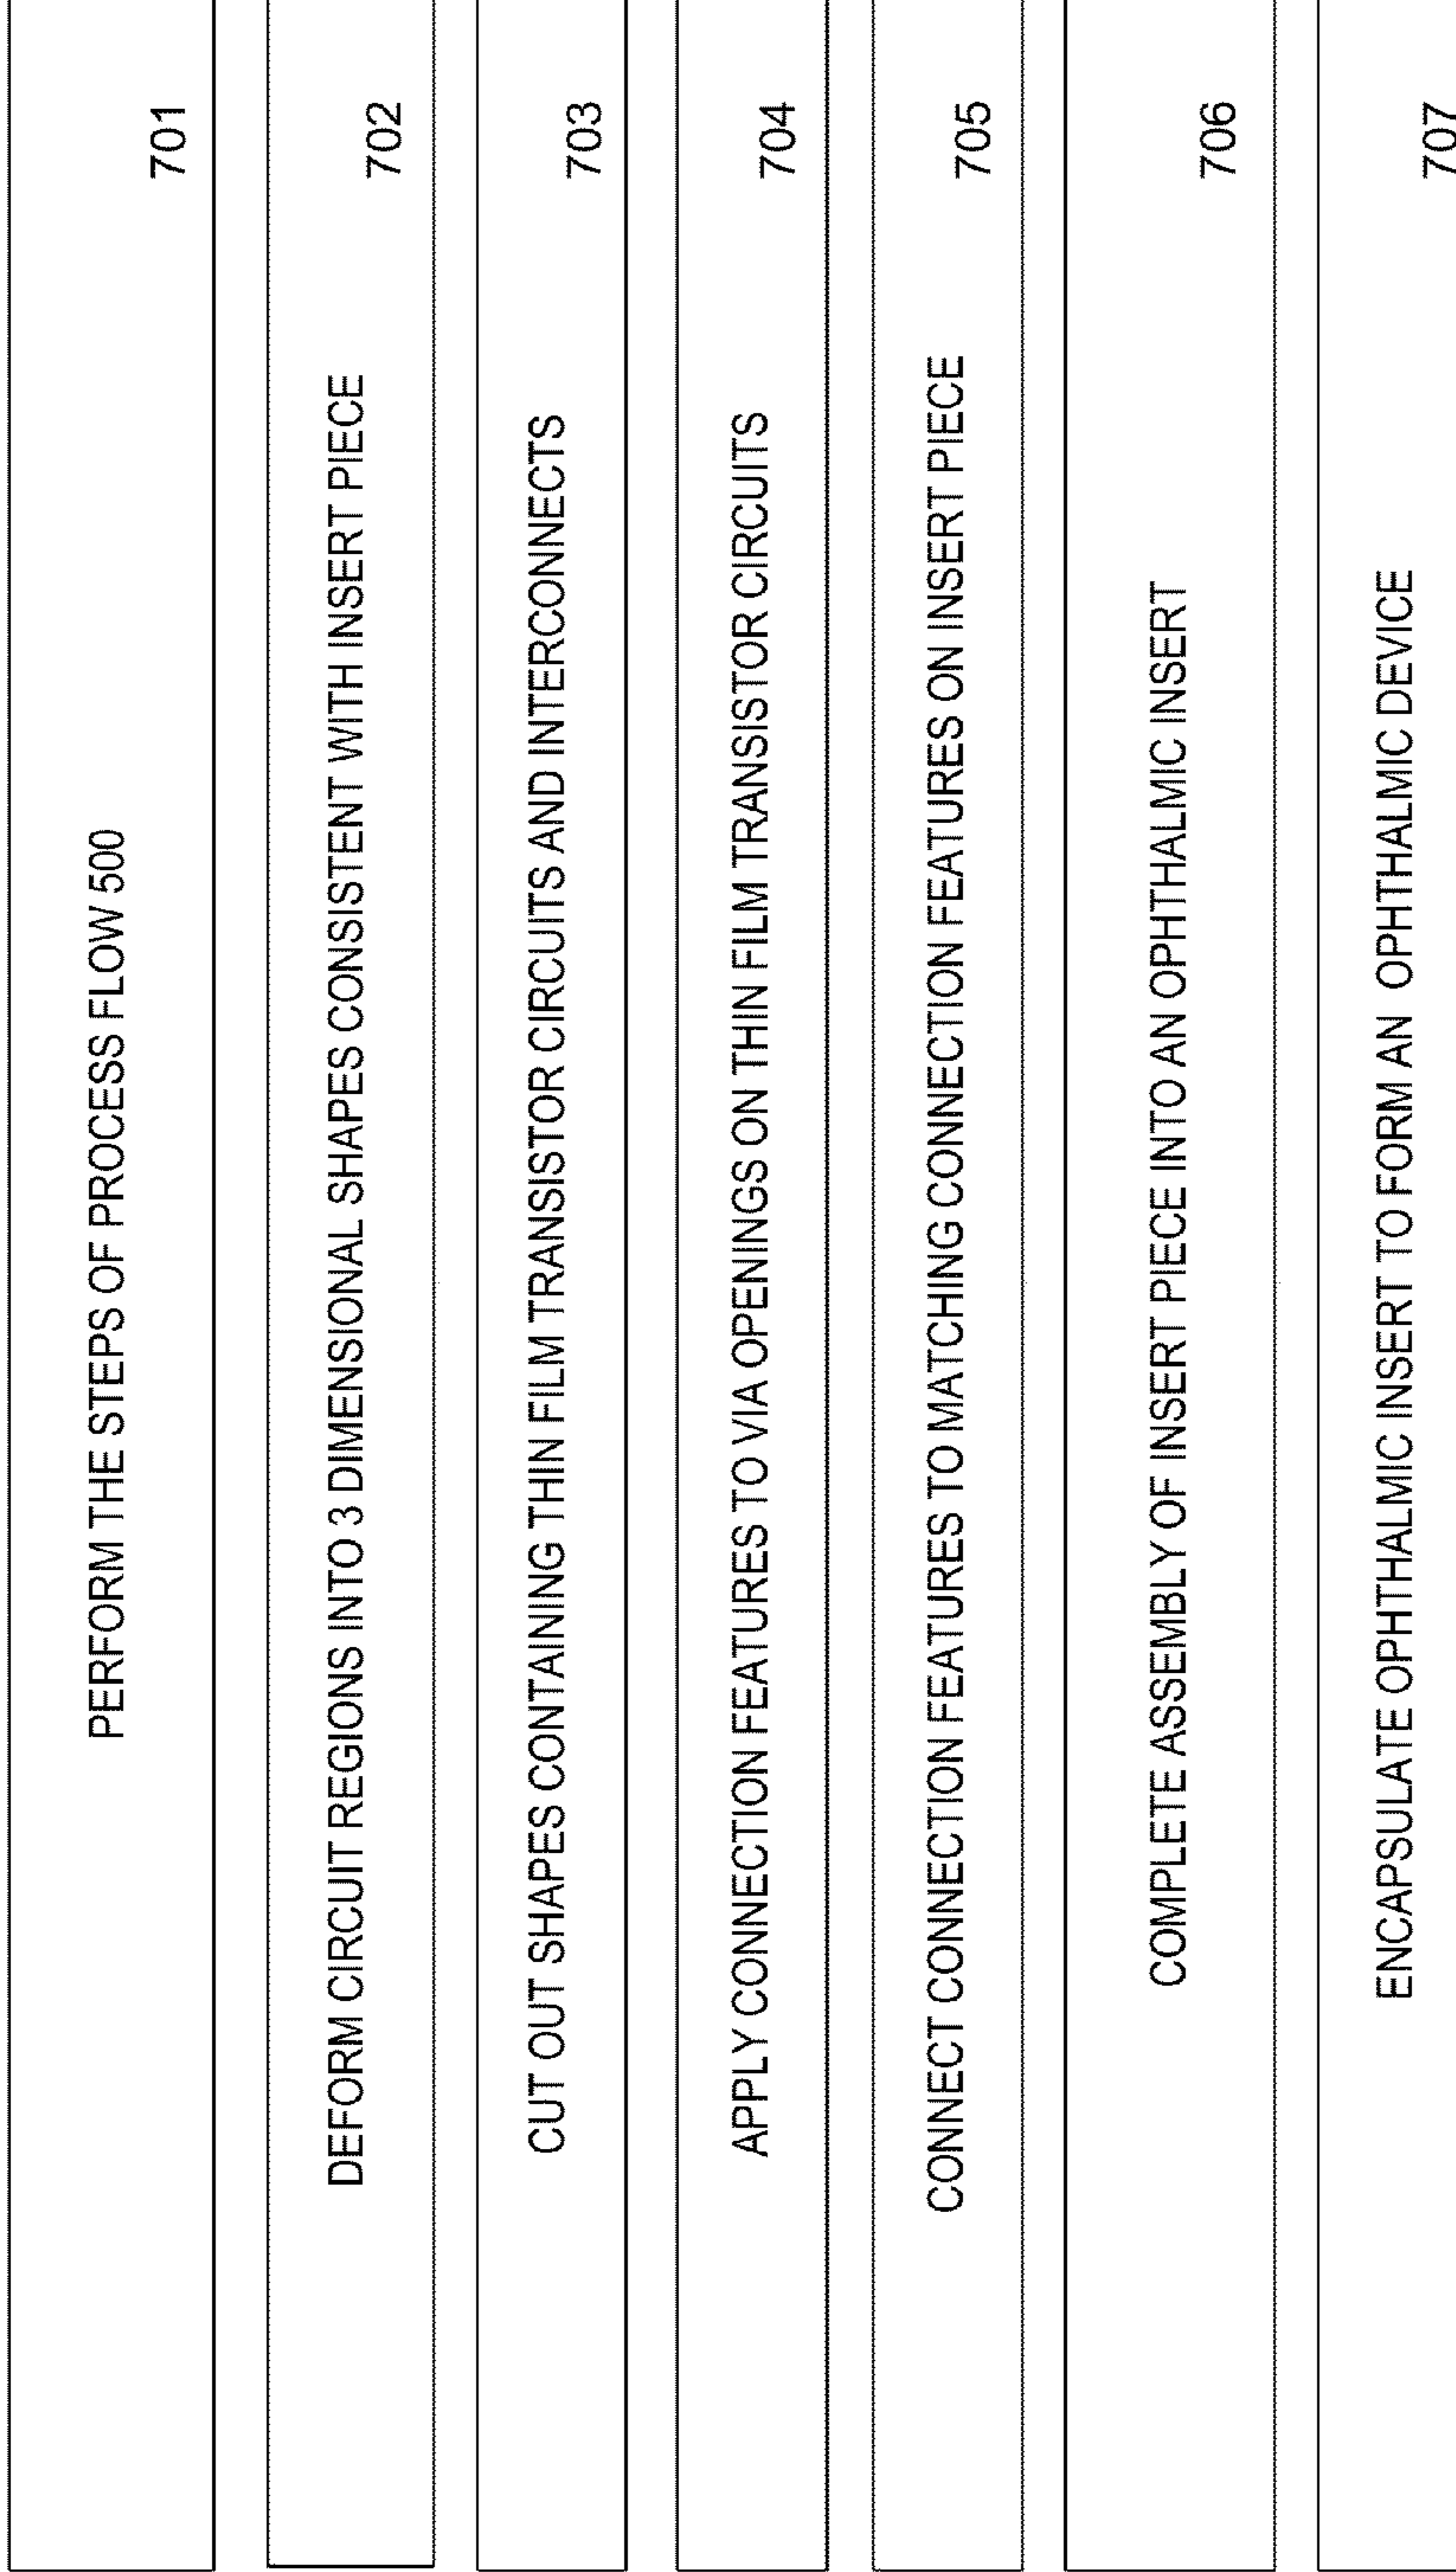 PERFORM THE STEPS OF PROCESS FLOW 500
701
DEFORM CIRCUIT REGIONS INTO 3 DIMENSIONAL SHAPES CONSISTENT WITH INSERT PIECE
702
CUT OUT SHAPES CONTAINING THIN FILM TRANSISTOR CIRCUITS AND INTERCONNECTS
703
APPLY CONNECTION FEATURES TO VIA OPENINGS ON THIN FILM TRANSISTOR CIRCUITS
704
CONNECT CONNECTION FEATURES TO MATCHING CONNECTION FEATURES ON INSERT PIECE
705
COMPLETE ASSEMBLY OF INSERT PIECE INTO AN OPHTHALMIC INSERT
706
ENCAPSULATE OPHTHALMIC INSERT TO FORM AN OPHTHALMIC DEVICE
707